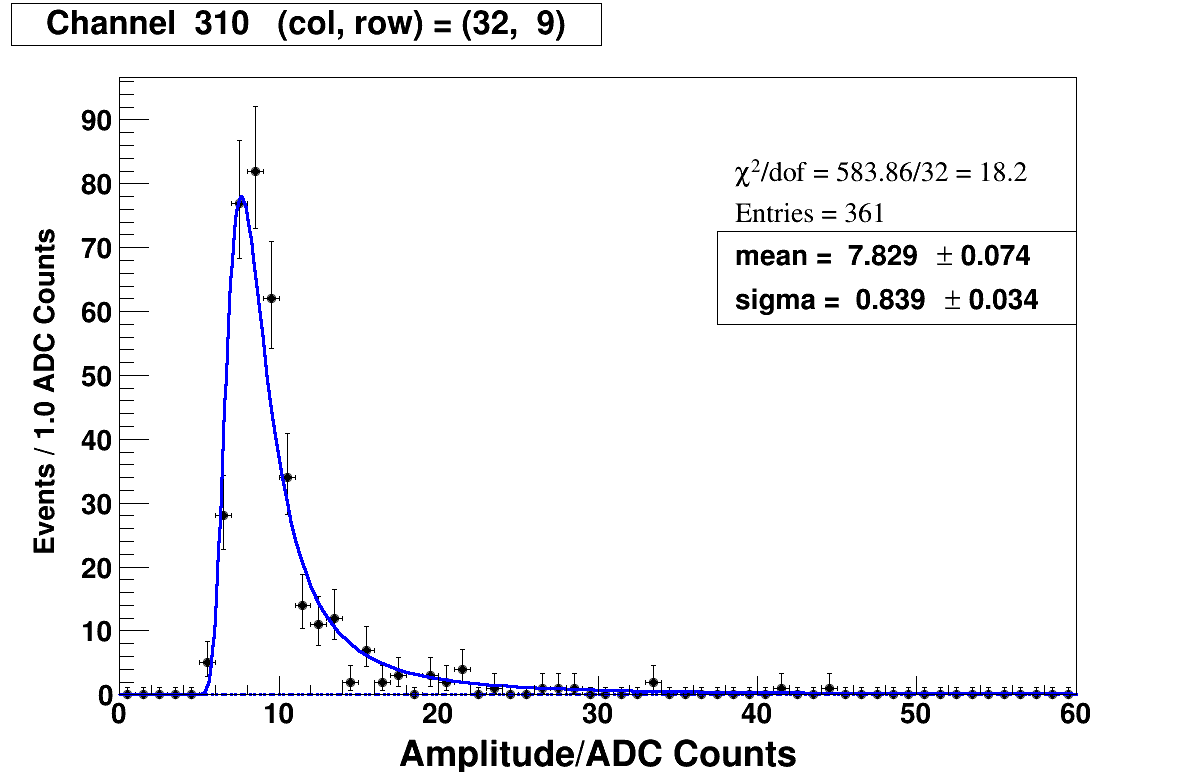 Channel 310 (col, row) = (32, 9)
90
80
70
60
50
40
30
20
10
0
Events / 1.0 ADC Counts
χ²/dof = 583.86/32 = 18.2
Entries = 361
mean = 7.829 ± 0.074
sigma = 0.839 ± 0.034
0 10 20 30 40 50 60
Amplitude/ADC Counts